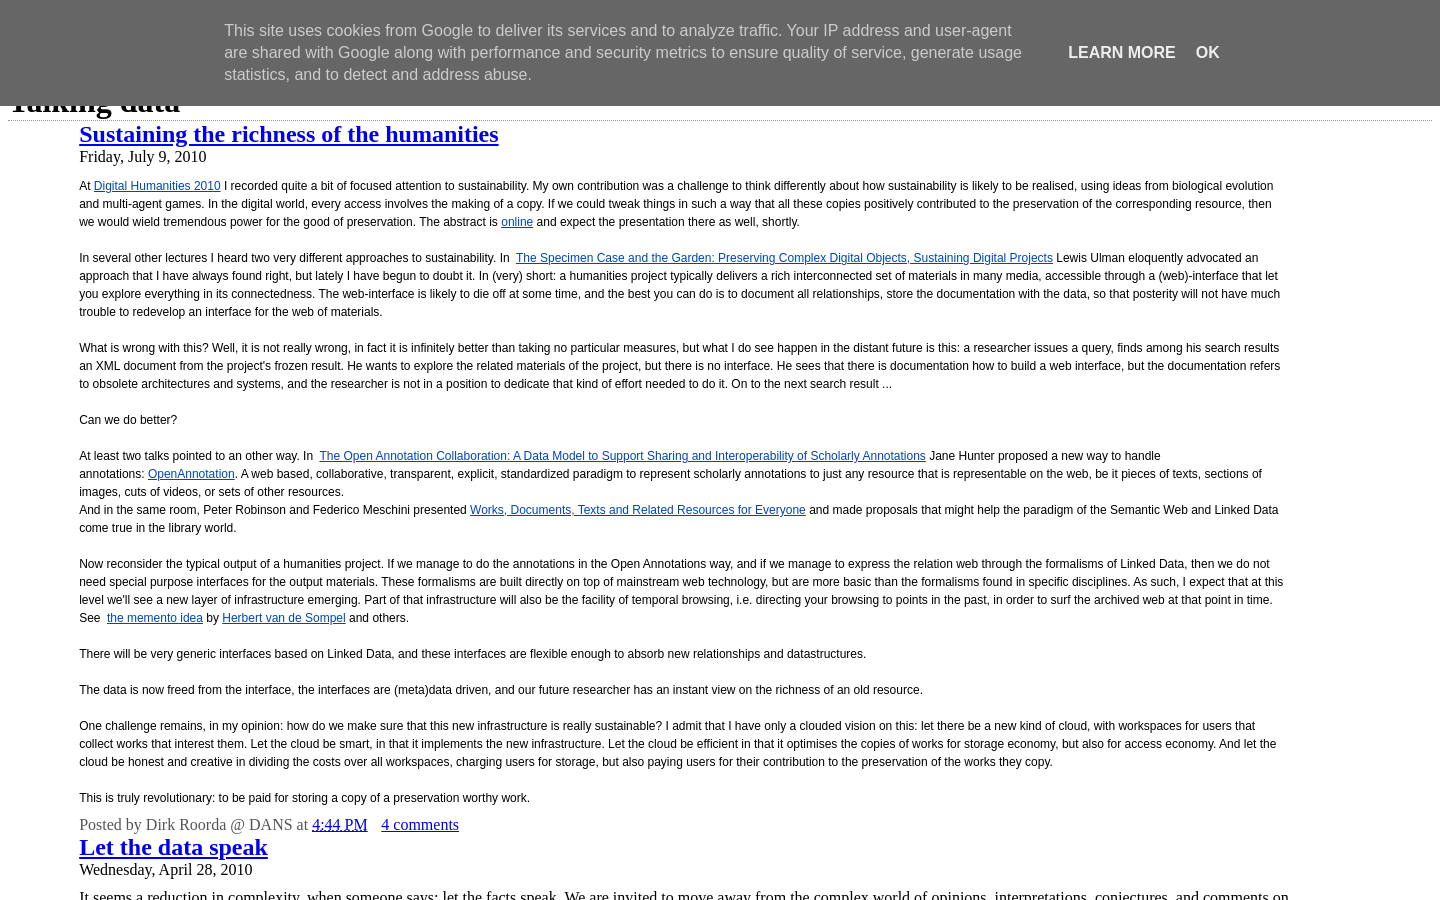 This site uses cookies from Google to deliver its services and to analyze traffic. Your IP address and user-agent
are shared with Google along with performance and security metrics to ensure quality of service, generate usage
statistics, and to detect and address abuse.
LEARN MORE OK
Talking data
Sustaining the richness of the humanities
Friday, July 9, 2010
At Digital Humanities 2010 I recorded quite a bit of focused attention to sustainability. My own contribution was a challenge to think differently about how sustainability is likely to be realised, using ideas from biological evolution
and multi-agent games. In the digital world, every access involves the making of a copy. If we could tweak things in such a way that all these copies positively contributed to the preservation of the corresponding resource, then
we would wield tremendous power for the good of preservation. The abstract is online and expect the presentation there as well, shortly.
In several other lectures I heard two very different approaches to sustainability. In  The Specimen Case and the Garden: Preserving Complex Digital Objects, Sustaining Digital Projects Lewis Ulman eloquently advocated an
approach that I have always found right, but lately I have begun to doubt it. In (very) short: a humanities project typically delivers a rich interconnected set of materials in many media, accessible through a (web)-interface that let
you explore everything in its connectedness. The web-interface is likely to die off at some time, and the best you can do is to document all relationships, store the documentation with the data, so that posterity will not have much
trouble to redevelop an interface for the web of materials.
What is wrong with this? Well, it is not really wrong, in fact it is infinitely better than taking no particular measures, but what I do see happen in the distant future is this: a researcher issues a query, finds among his search results
an XML document from the project's frozen result. He wants to explore the related materials of the project, but there is no interface. He sees that there is documentation how to build a web interface, but the documentation refers
to obsolete architectures and systems, and the researcher is not in a position to dedicate that kind of effort needed to do it. On to the next search result ...
Can we do better?
At least two talks pointed to an other way. In  The Open Annotation Collaboration: A Data Model to Support Sharing and Interoperability of Scholarly Annotations Jane Hunter proposed a new way to handle
annotations: OpenAnnotation. A web based, collaborative, transparent, explicit, standardized paradigm to represent scholarly annotations to just any resource that is representable on the web, be it pieces of texts, sections of
images, cuts of videos, or sets of other resources.
And in the same room, Peter Robinson and Federico Meschini presented Works, Documents, Texts and Related Resources for Everyone and made proposals that might help the paradigm of the Semantic Web and Linked Data
come true in the library world.
Now reconsider the typical output of a humanities project. If we manage to do the annotations in the Open Annotations way, and if we manage to express the relation web through the formalisms of Linked Data, then we do not
need special purpose interfaces for the output materials. These formalisms are built directly on top of mainstream web technology, but are more basic than the formalisms found in specific disciplines. As such, I expect that at this
level we'll see a new layer of infrastructure emerging. Part of that infrastructure will also be the facility of temporal browsing, i.e. directing your browsing to points in the past, in order to surf the archived web at that point in time.
See  the memento idea by Herbert van de Sompel and others.
There will be very generic interfaces based on Linked Data, and these interfaces are flexible enough to absorb new relationships and datastructures.
The data is now freed from the interface, the interfaces are (meta)data driven, and our future researcher has an instant view on the richness of an old resource.
One challenge remains, in my opinion: how do we make sure that this new infrastructure is really sustainable? I admit that I have only a clouded vision on this: let there be a new kind of cloud, with workspaces for users that
collect works that interest them. Let the cloud be smart, in that it implements the new infrastructure. Let the cloud be efficient in that it optimises the copies of works for storage economy, but also for access economy. And let the
cloud be honest and creative in dividing the costs over all workspaces, charging users for storage, but also paying users for their contribution to the preservation of the works they copy.
This is truly revolutionary: to be paid for storing a copy of a preservation worthy work.
Posted by Dirk Roorda @ DANS at 4:44 PM 4 comments
Let the data speak
Wednesday, April 28, 2010
It seems a reduction in complexity, when someone says: let the facts speak. We are invited to move away from the complex world of opinions, interpretations, conjectures, and comments on